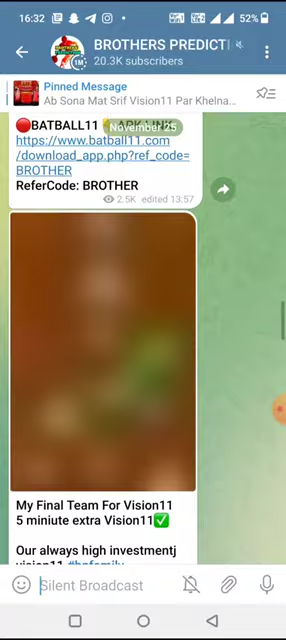 16:32
52%
BROTHERS PREDICTI
20.3K subscribers
1M
Pinned Message
Ab Sona Mat Srif Vision11 Par Khelna...
🔴BATBALL11
November 25
https://www.batball11.com
/download_app.php?ref_code=
BROTHER
ReferCode: BROTHER
2.5K edited 13:57
My Final Team For Vision11
5 miniute extra Vision11✅
Our always high investmentj
Silent Broadcast